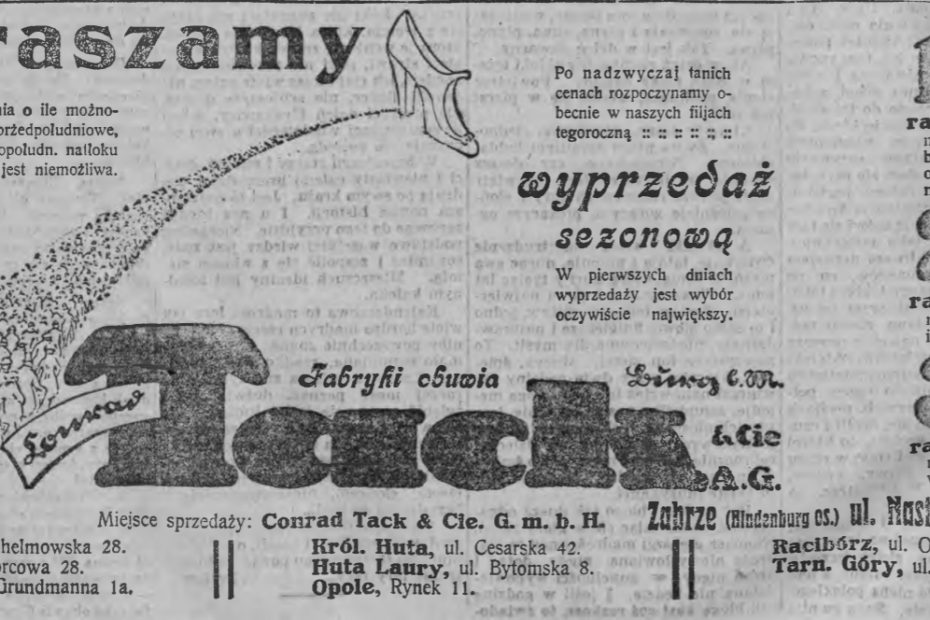 raszamy
nia o ile możno-
orżedpołudniowe,
opołudn. natłoku
jest niemożliwa.
Po nadzwyczaj tanich
cenach rozpoczynamy o-
becnie w naszych filjach
tegoroczną :: :: :: :: :: ::
wyprzedaż
sezonową
W pierwszych dniach
wyprzedaży jest wybór
oczywiście największy.
Fabryki obuwia
Burg b. M.
Conrad
Tack
& Cie
A.G.
Miejsce sprzedaży: Conrad Tack & Cie. G. m. b. H.
Zabrze (Hindenburg OS.) ul.
helmowska 28.
orcowa 28.
Grundmanna 1a.
Król. Huta, ul. Cesarska 42.
Huta Laury, ul. Bytomska 8.
Opole, Rynek 11.
Racibórz, ul. O
Tarn. Góry, ul.